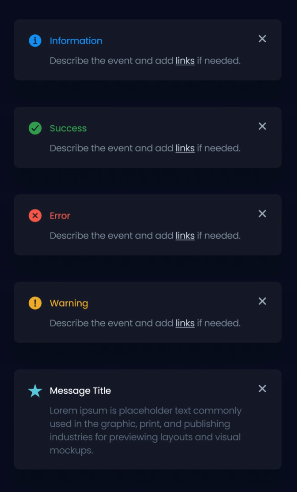 Information
Describe the event and add links if needed.
Success
Describe the event and add links if needed.
Error
Describe the event and add links if needed.
Warning
Describe the event and add links if needed.
Message Title
Lorem ipsum is placeholder text commonly
used in the graphic, print, and publishing
industries for previewing layouts and visual
mockups.